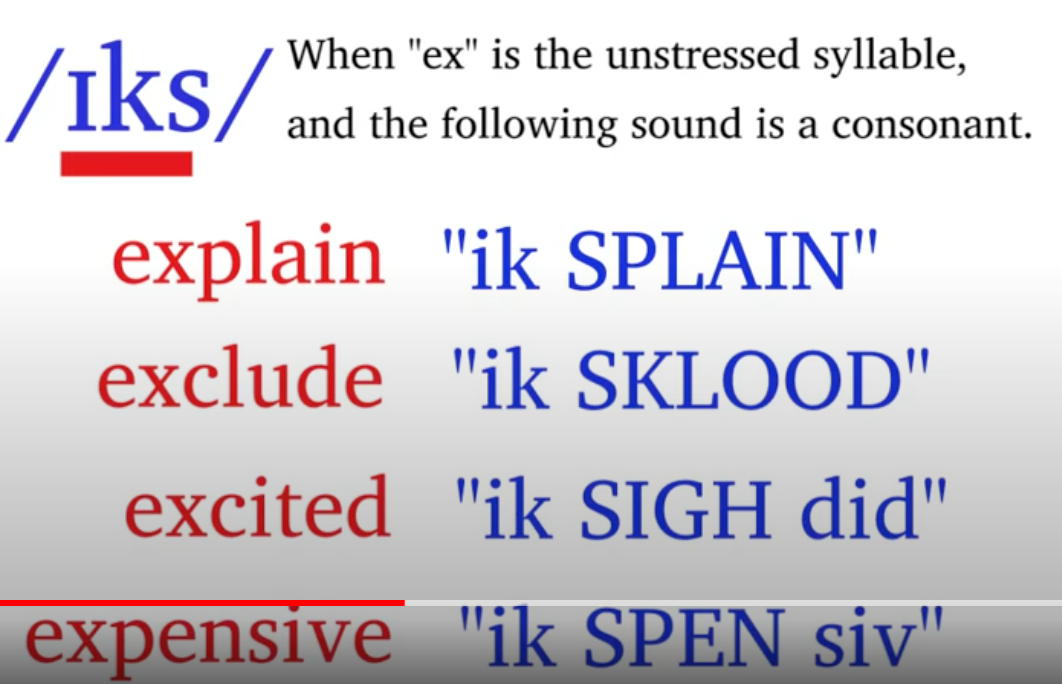 /ɪks/ When "ex" is the unstressed syllable,
and the following sound is a consonant.
explain "ik SPLAIN"
exclude "ik SKLOOD"
excited "ik SIGH did"
expensive "ik SPEN siv"